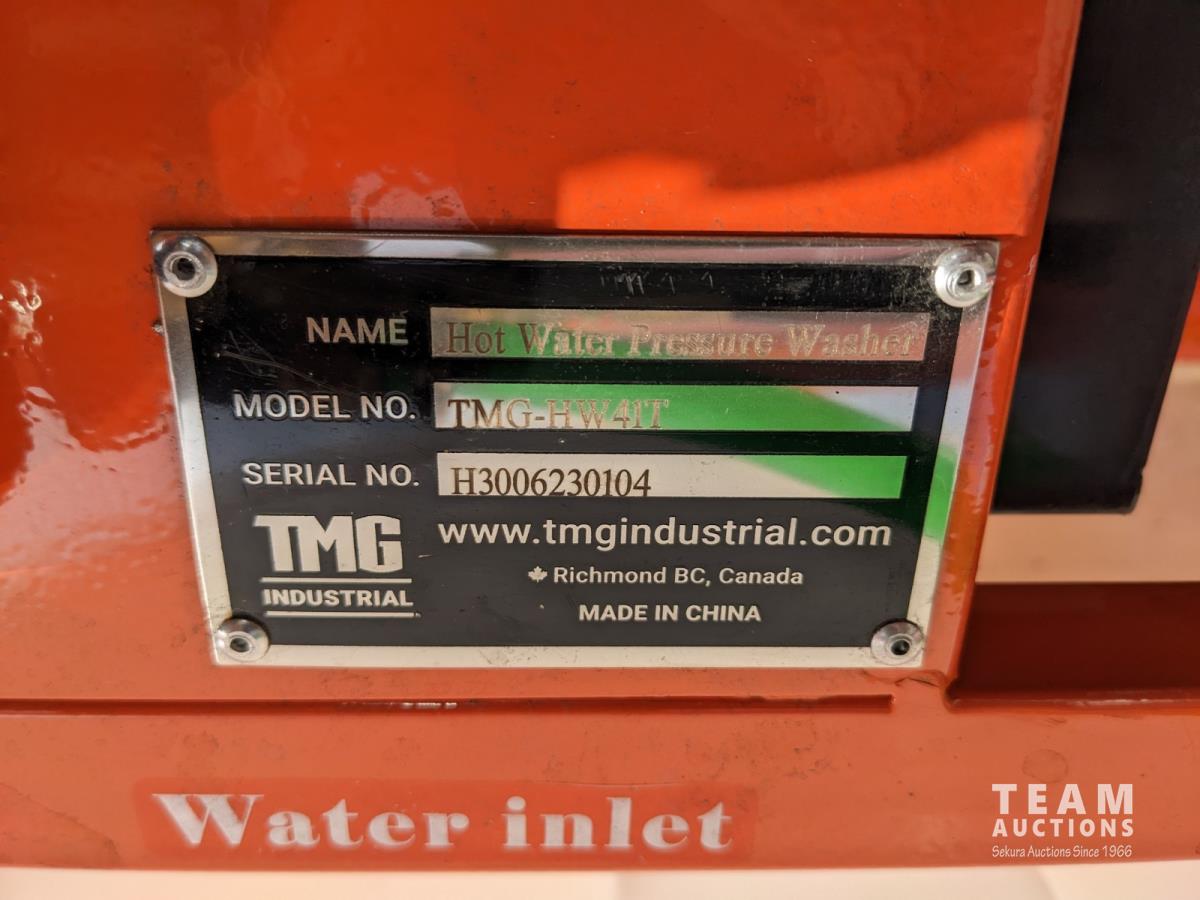 NAME Hot Water Pressure Washer
MODEL NO. TMG-HW41T
SERIAL NO. H3006230104
TMG
INDUSTRIAL
www.tmgindustrial.com
Richmond BC, Canada
MADE IN CHINA
Water inlet
TEAM
AUCTIONS
Sekura Auctions Since 1966